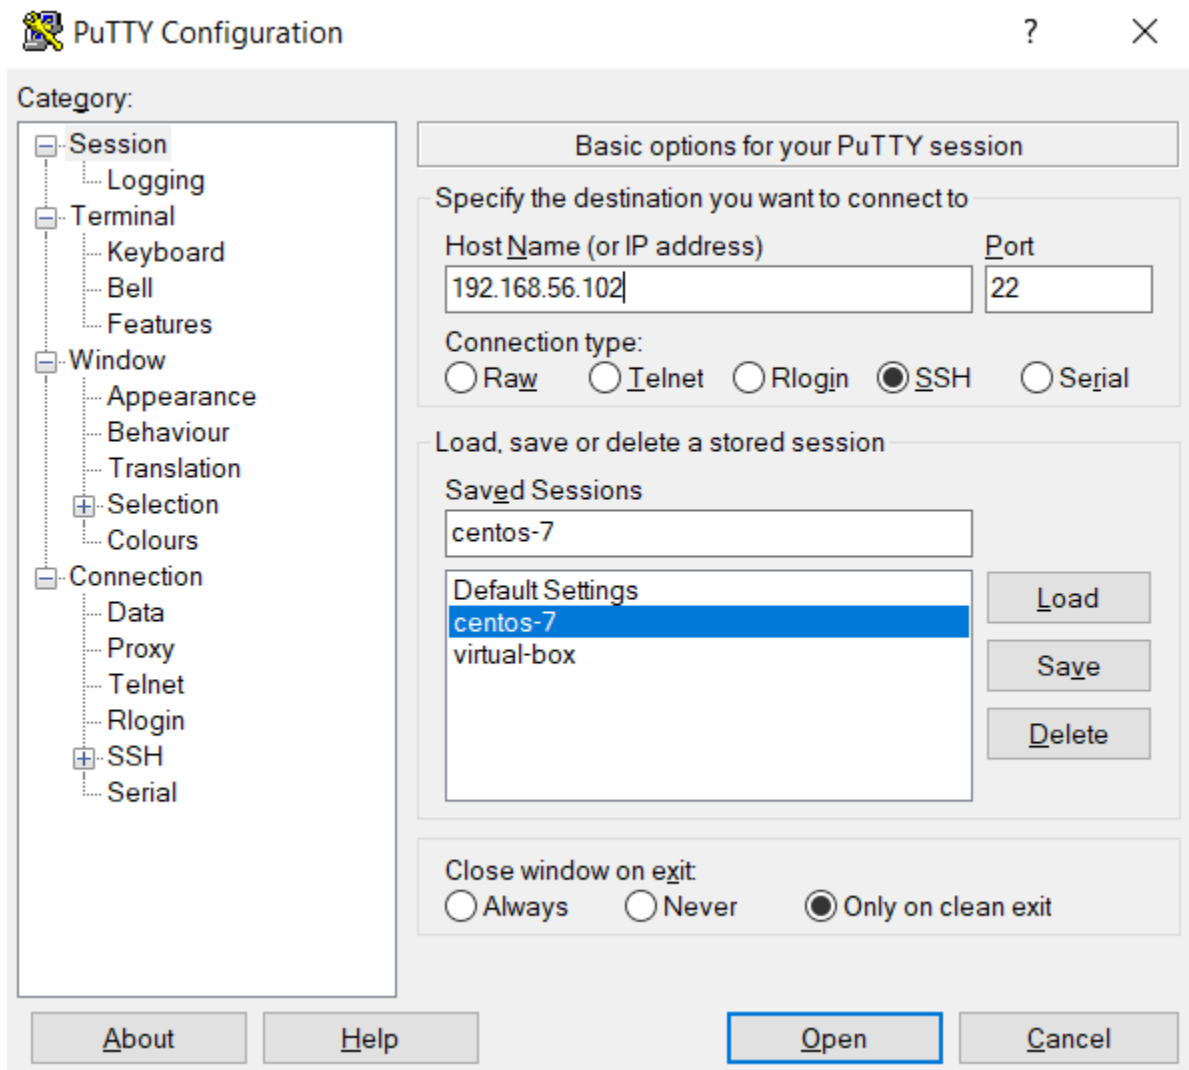 PuTTY Configuration
?
Category:
Session
Logging
Terminal
Keyboard
Bell
Features
Window
Appearance
Behaviour
Translation
Selection
Colours
Connection
Data
Proxy
Telnet
Rlogin
SSH
Serial
Basic options for your PuTTY session
Specify the destination you want to connect to
Host Name (or IP address) Port
192.168.56.102 22
Connection type:
Raw Telnet Rlogin SSH Serial
Load, save or delete a stored session
Saved Sessions
centos-7
Default Settings
centos-7
virtual-box
Load
Save
Delete
Close window on exit:
Always Never Only on clean exit
About Help Open Cancel